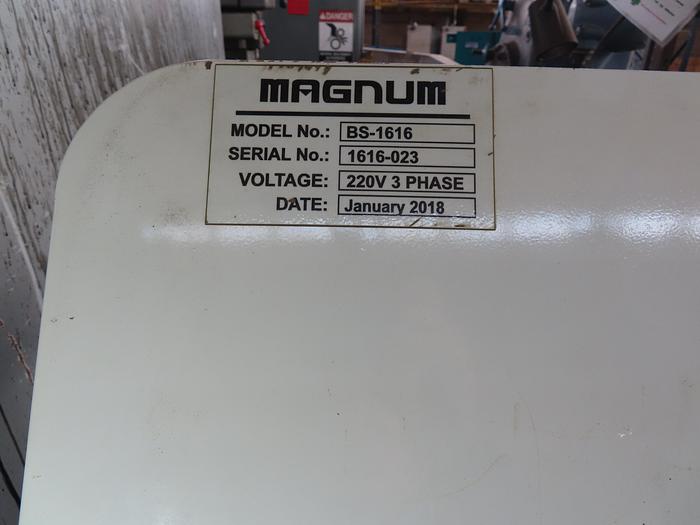 DANGER
MAGNUM
MODEL No.: BS-1616
SERIAL No.: 1616-023
VOLTAGE: 220V 3 PHASE
DATE: January 2018